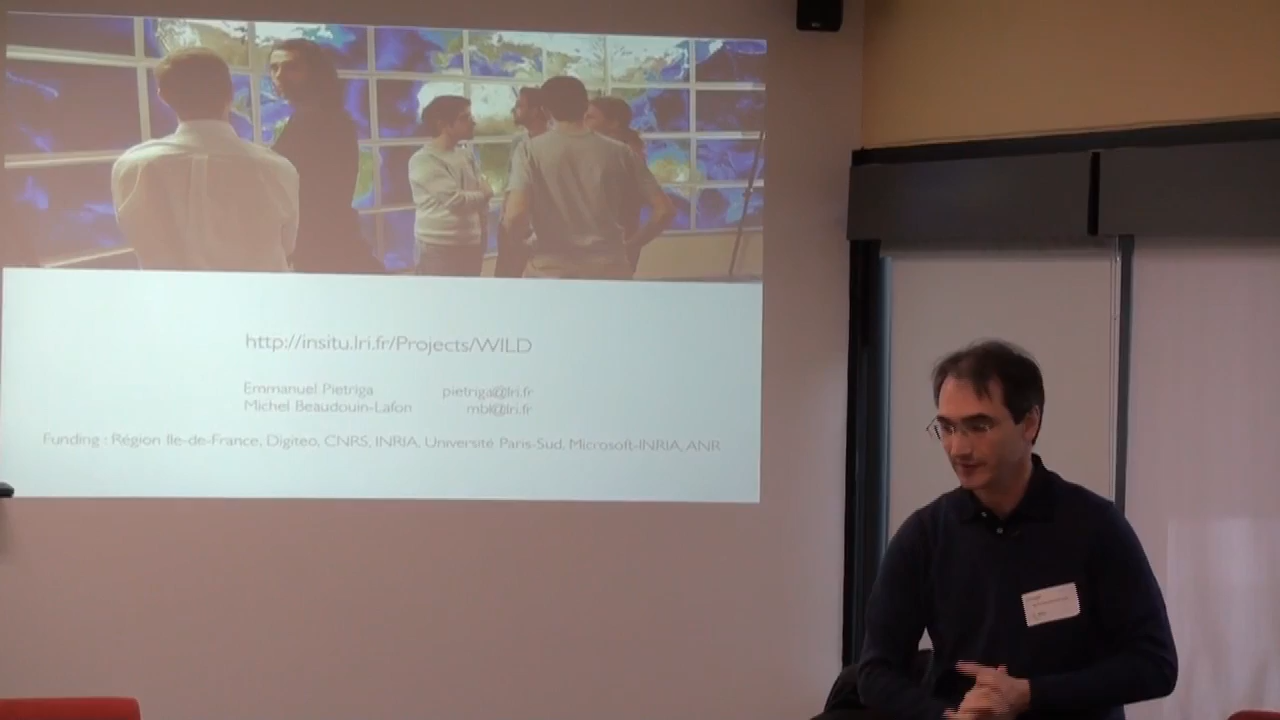 http://insitu.lri.fr/Projects/WILD
Emmanuel Pietriga pietriga@lri.fr
Michel Beaudouin-Lafon mbl@lri.fr
Funding : Région Ile-de-France, Digiteo, CNRS, INRIA, Université Paris-Sud, Microsoft-INRIA, ANR